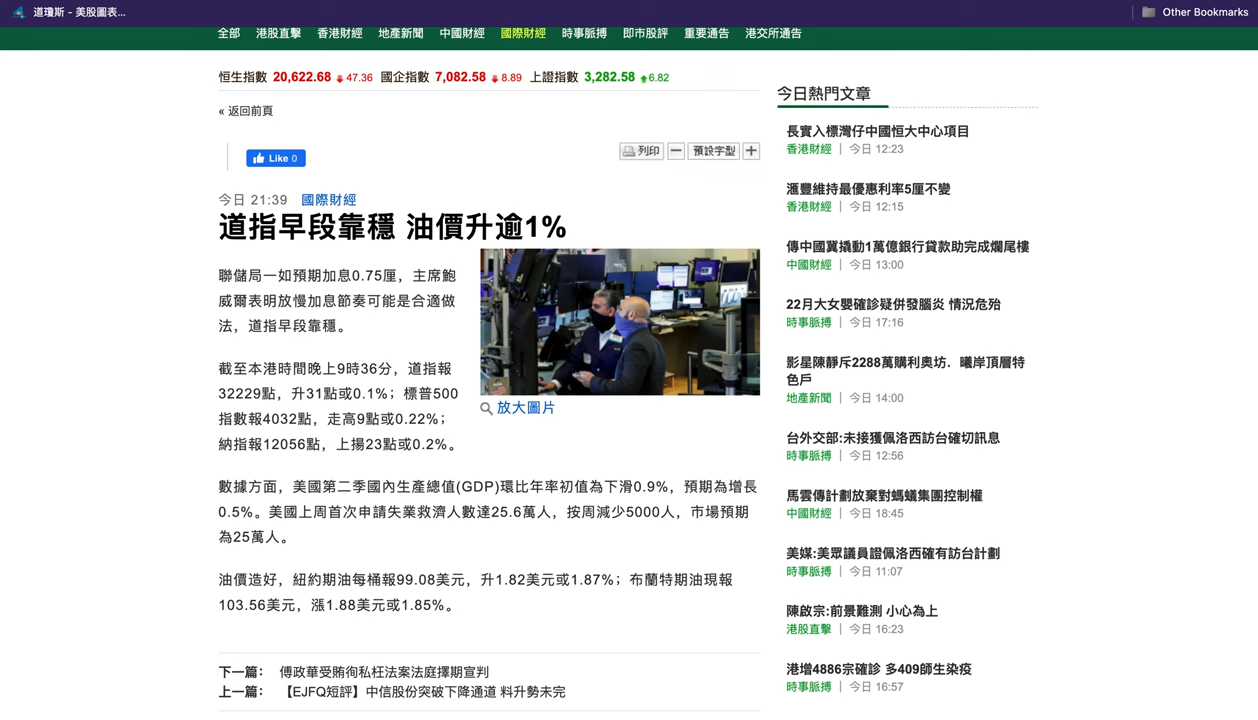 道瓊斯 - 美股圖表...
Other Bookmarks
全部 港股直擊 香港財經 地產新聞 中國財經 國際財經 時事脈搏 即市股評 重要通告 港交所通告
恒生指數 20,622.68 47.36 國企指數 7,082.58 8.89 上證指數 3,282.58 6.82
« 返回前頁
Like 0
列印 預設字型
今日 21:39 國際財經
道指早段靠穩 油價升逾1%
聯儲局一如預期加息0.75厘，主席鮑
威爾表明放慢加息節奏可能是合適做
法，道指早段靠穩。
截至本港時間晚上9時36分，道指報
32229點，升31點或0.1%；標普500
指數報4032點，走高9點或0.22%；
納指報12056點，上揚23點或0.2%。
放大圖片
數據方面，美國第二季國內生產總值(GDP)環比年率初值為下滑0.9%，預期為增長
0.5%。美國上周首次申請失業救濟人數達25.6萬人，按周減少5000人，市場預期
為25萬人。
油價造好，紐約期油每桶報99.08美元，升1.82美元或1.87%；布蘭特期油現報
103.56美元，漲1.88美元或1.85%。
下一篇： 傅政華受賄徇私枉法案法庭擇期宣判
上一篇： 【EJFQ短評】中信股份突破下降通道 料升勢未完
今日熱門文章
長實入標灣仔中國恒大中心項目
香港財經 | 今日 12:23
滙豐維持最優惠利率5厘不變
香港財經 | 今日 12:15
傳中國冀撬動1萬億銀行貸款助完成爛尾樓
中國財經 | 今日 13:00
22月大女嬰確診疑併發腦炎 情況危殆
時事脈搏 | 今日 17:16
影星陳靜斥2288萬購利奧坊．曦岸頂層特
色戶
地產新聞 | 今日 14:00
台外交部:未接獲佩洛西訪台確切訊息
時事脈搏 | 今日 12:56
馬雲傳計劃放棄對螞蟻集團控制權
中國財經 | 今日 18:45
美媒:美眾議員證佩洛西確有訪台計劃
時事脈搏 | 今日 11:07
陳啟宗:前景難測 小心為上
港股直擊 | 今日 16:23
港增4886宗確診 多409師生染疫
時事脈搏 | 今日 16:57